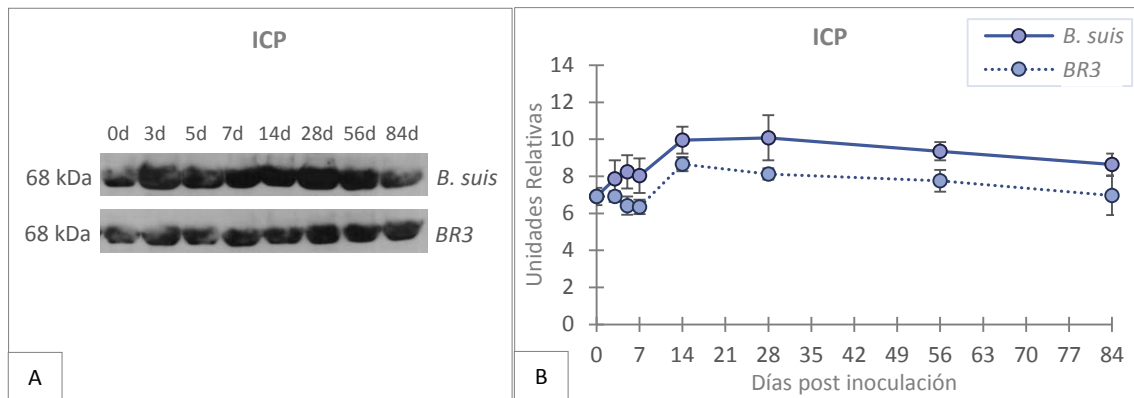 ICP
0d 3d 5d 7d 14d 28d 56d 84d
68 kDa B. suis
68 kDa BR3
A
ICP
B. suis
BR3
Unidades Relativas
14
12
10
8
6
4
2
0
0 7 14 21 28 35 42 49 56 63 70 77 84
Días post inoculación
B